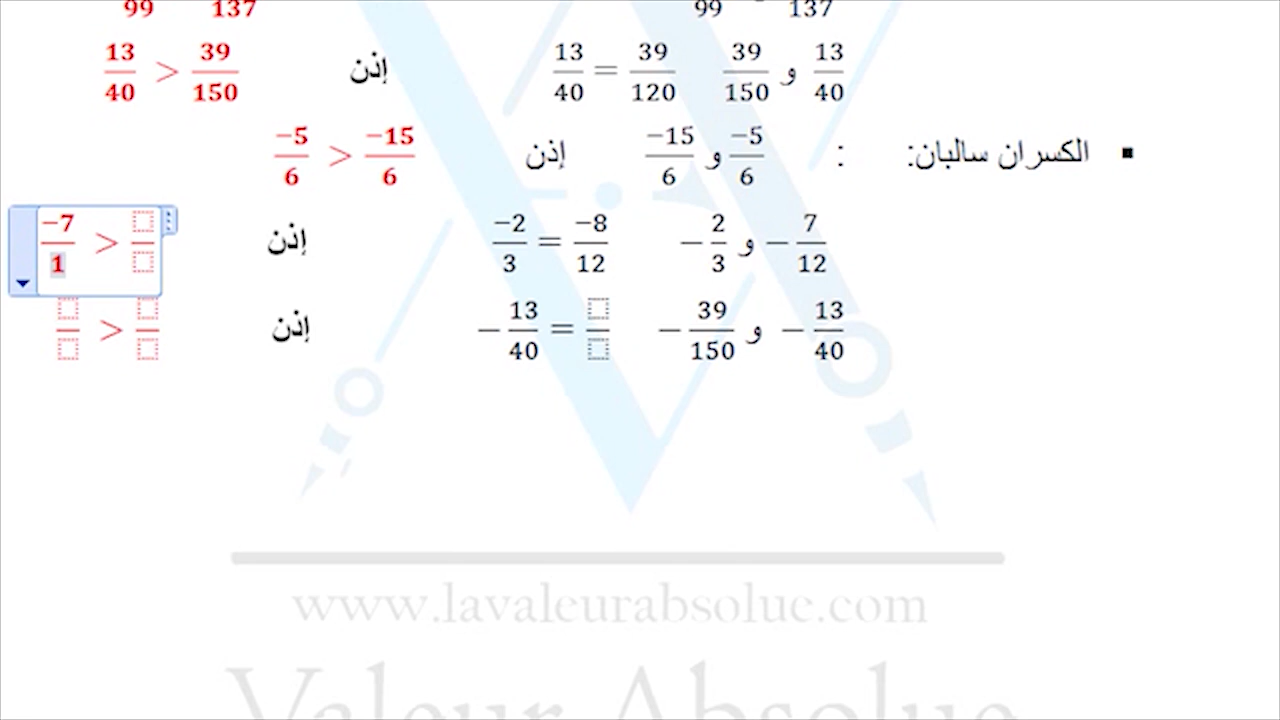 99 137 99 137
13/40 و 39/150 13/40 = 39/120 إذن 13/40 > 39/150
▪ الكسران سالبان: : −5/6 و −15/6 إذن −5/6 > −15/6
−7/12 و −2/3 −2/3 = −8/12 إذن −7/1 > □/□
−13/40 و −39/150 −13/40 = □/□ إذن □/□ > □/□
www.lavaleurabsolue.com
Valeur Absolue